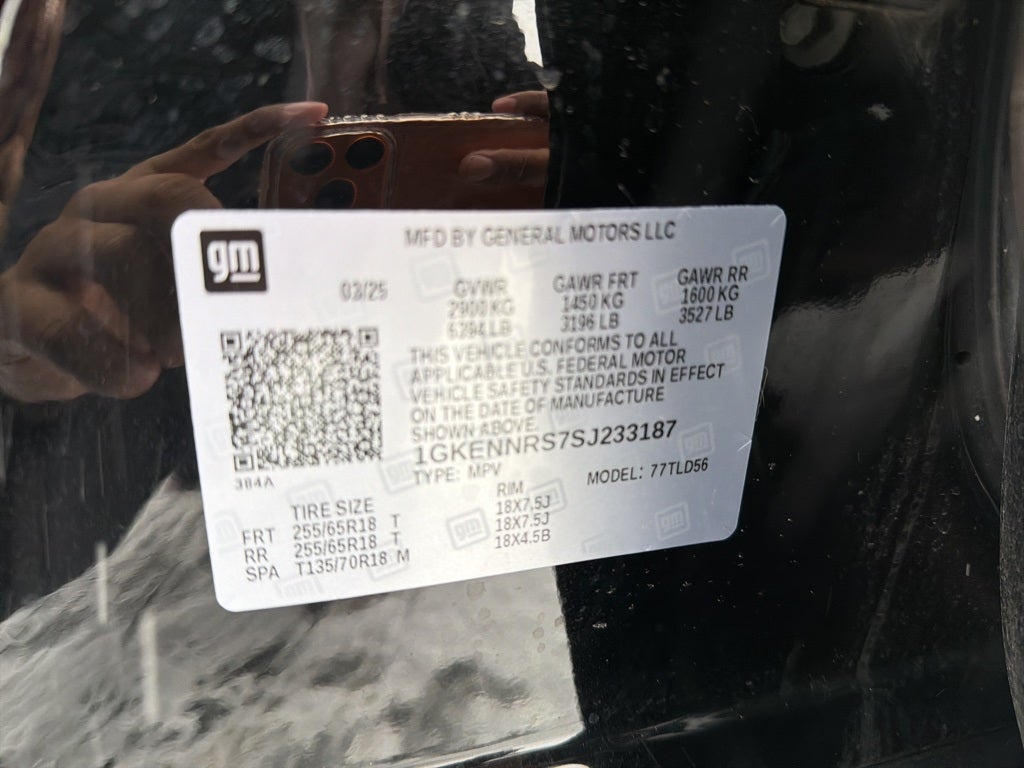 gm
MFD BY GENERAL MOTORS LLC
03/25
GVWR GAWR FRT GAWR RR
2900 KG 1450 KG 1600 KG
6394 LB 3196 LB 3527 LB
THIS VEHICLE CONFORMS TO ALL
APPLICABLE U.S. FEDERAL MOTOR
VEHICLE SAFETY STANDARDS IN EFFECT
ON THE DATE OF MANUFACTURE
SHOWN ABOVE.
1GKENNRS7SJ233187
TYPE: MPV MODEL: 77TLD56
384A
TIRE SIZE RIM
FRT 255/65R18 T 18X7.5J
RR 255/65R18 T 18X7.5J
SPA T135/70R18 M 18X4.5B